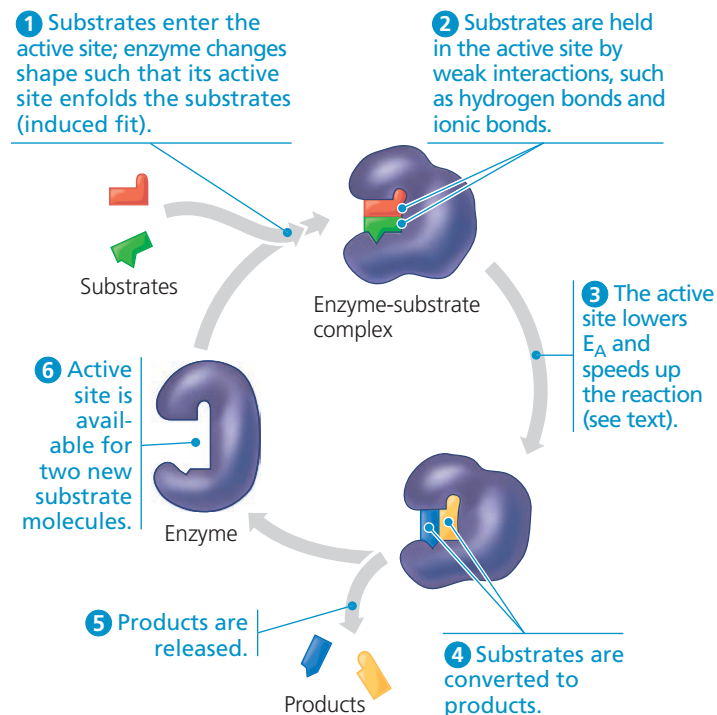 1 Substrates enter the
active site; enzyme changes
shape such that its active
site enfolds the substrates
(induced fit).
2 Substrates are held
in the active site by
weak interactions, such
as hydrogen bonds and
ionic bonds.
Substrates
Enzyme-substrate
complex
3 The active
site lowers
EA and
speeds up
the reaction
(see text).
6 Active
site is
avail-
able for
two new
substrate
molecules.
Enzyme
5 Products are
released.
Products
4 Substrates are
converted to
products.